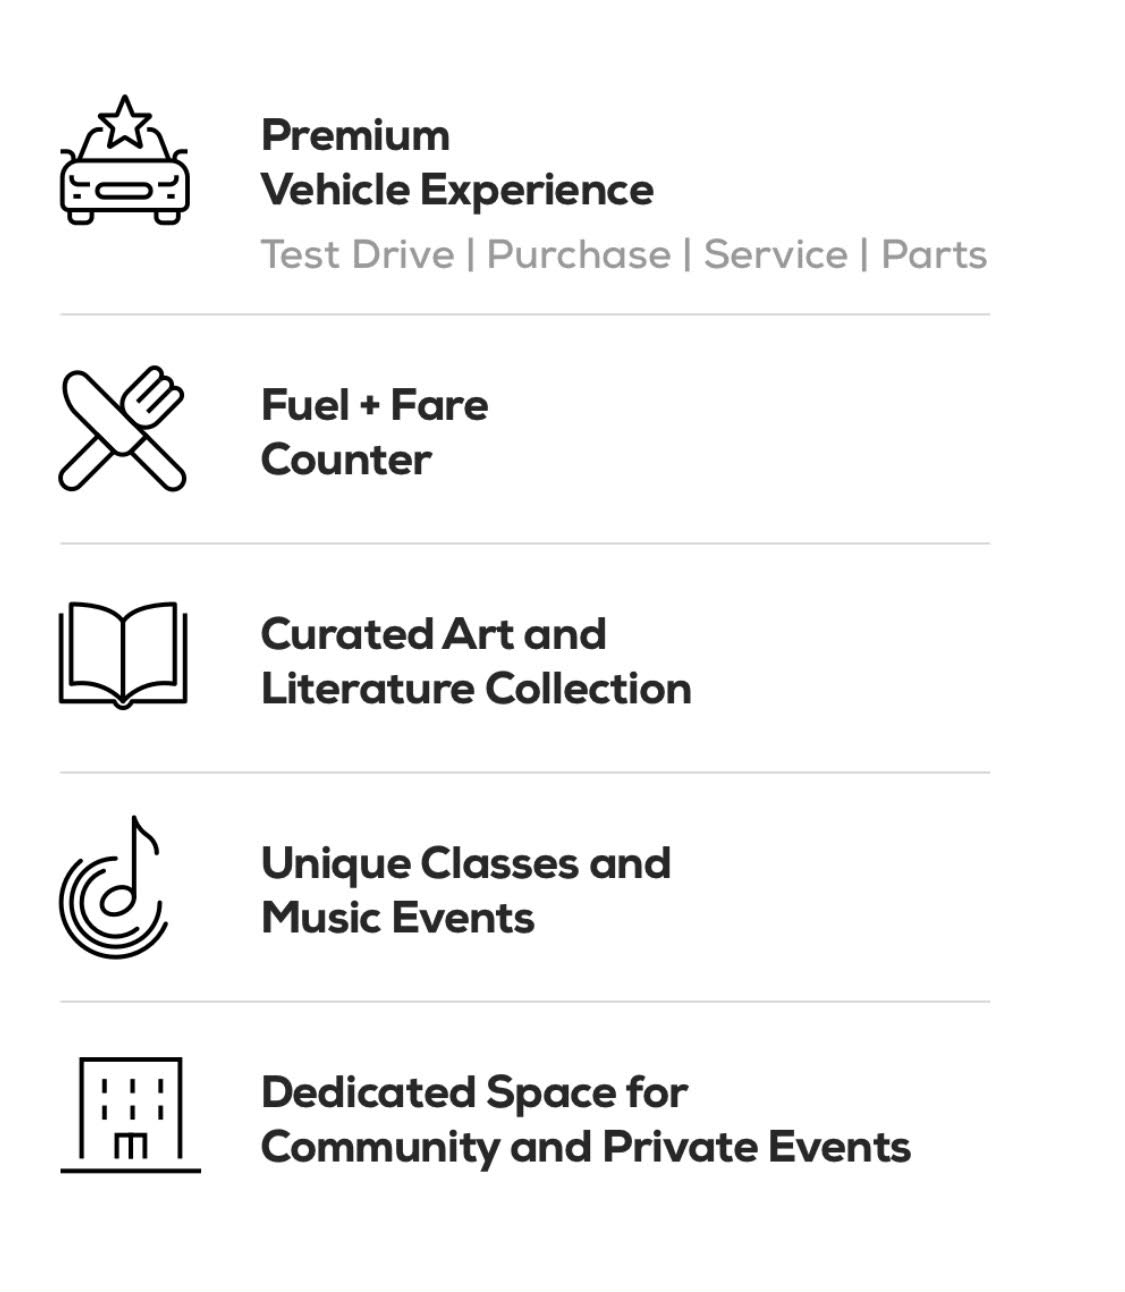 Premium
Vehicle Experience
Test Drive | Purchase | Service | Parts
Fuel + Fare
Counter
Curated Art and
Literature Collection
Unique Classes and
Music Events
Dedicated Space for
Community and Private Events